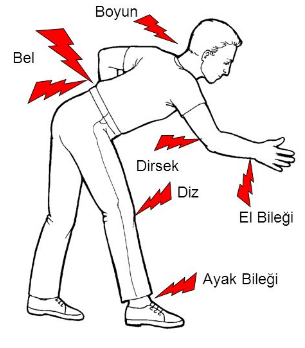 Boyun
Bel
Dirsek
Diz
El Bileği
Ayak Bileği